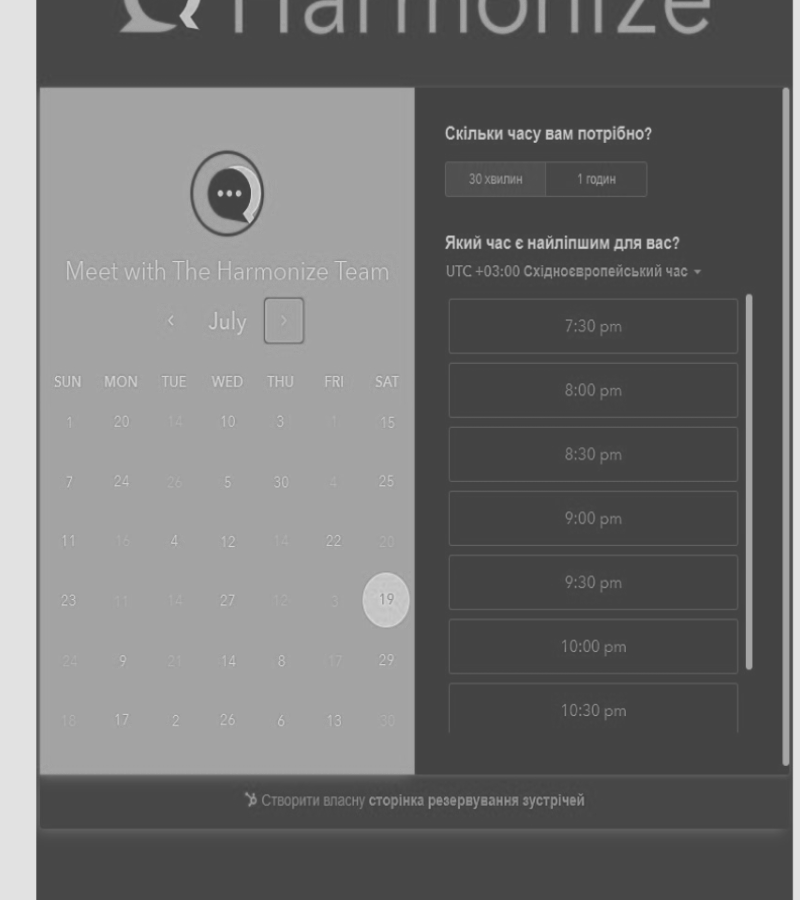 Harmonize
Meet with The Harmonize Team
July
SUN MON TUE WED THU FRI SAT
1 20 14 10 3 15
7 24 26 5 30 4 25
11 16 4 12 14 22 20
23 11 14 27 12 3 19
24 9 21 14 8 17 29
18 17 2 26 6 13 30
Скільки часу вам потрібно?
30 хвилин 1 годин
Який час є найліпшим для вас?
UTC +03:00 Східноєвропейський час
7:30 pm
8:00 pm
8:30 pm
9:00 pm
9:30 pm
10:00 pm
10:30 pm
Створити власну сторінка резервування зустрічей